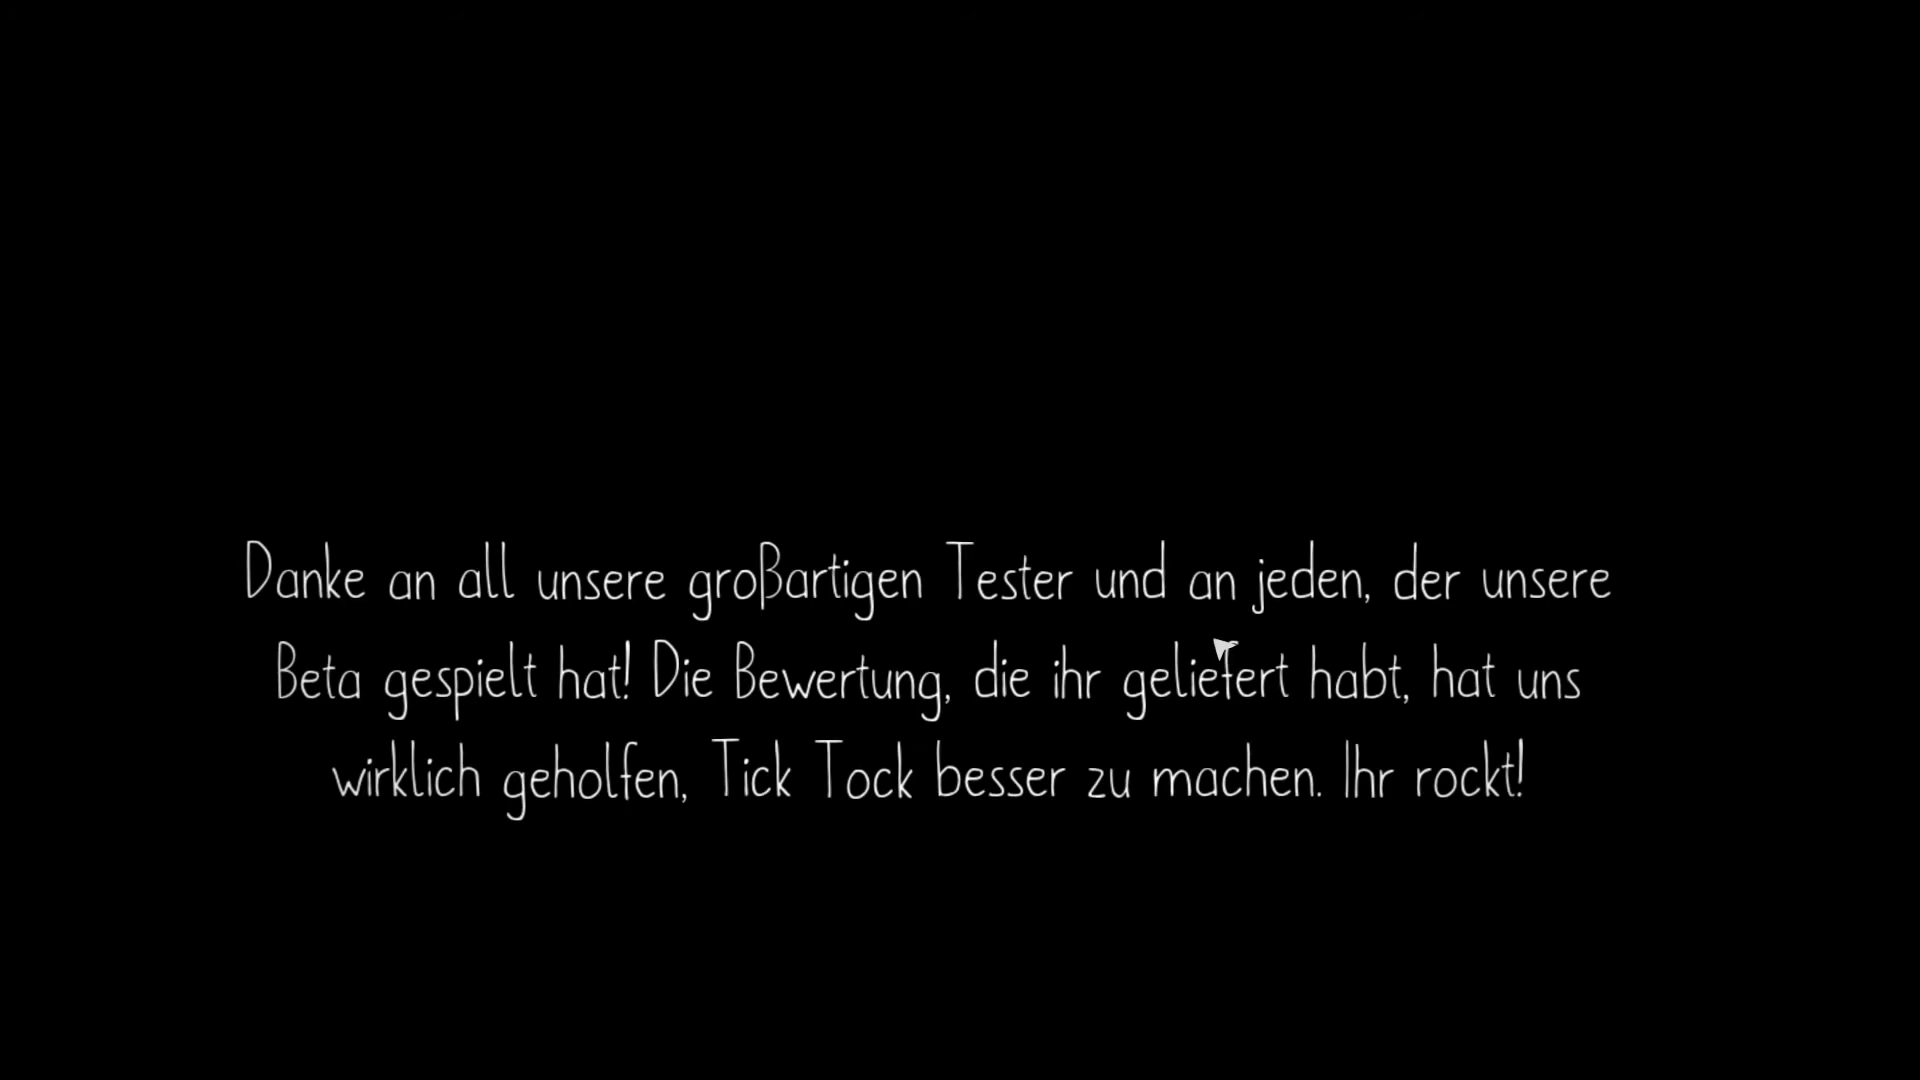 Danke an all unsere großartigen Tester und an jeden, der unsere
Beta gespielt hat! Die Bewertung, die ihr geliefert habt, hat uns
wirklich geholfen, Tick Tock besser zu machen. Ihr rockt!